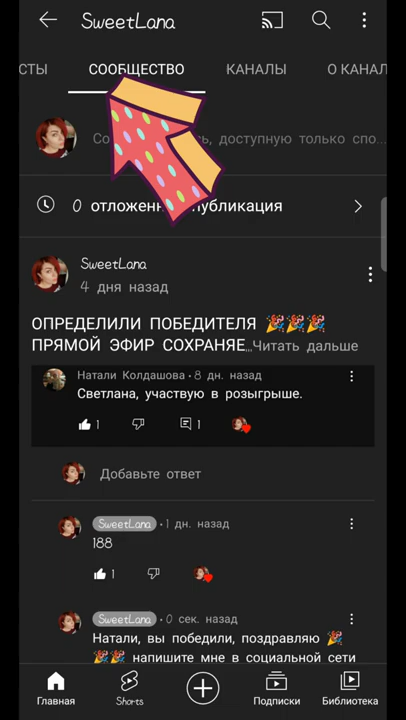 SweetLana
СТЫ СООБЩЕСТВО КАНАЛЫ О КАНАЛ
доступную только спо...
0 отложенн
SweetLana
4 дня назад
ОПРЕДЕЛИЛИ ПОБЕДИТЕЛЯ 🎉🎉🎉
ПРЯМОЙ ЭФИР СОХРАНЯЕ...Читать дальше
Натали Колдашова • 8 дн. назад
Светлана, участвую в розыгрыше.
1 1
Добавьте ответ
SweetLana • 1 дн. назад
188
1
SweetLana • 0 сек. назад
Натали, вы победили, поздравляю 🎉
🎉🎉 напишите мне в социальной сети
Главная Shorts Подписки Библиотека